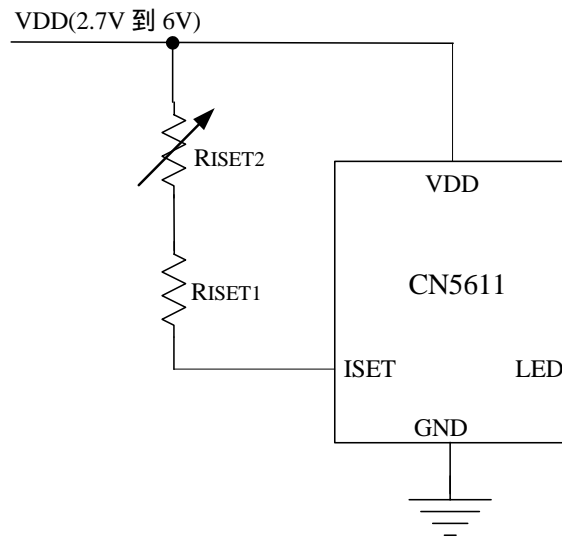 VDD(2.7V 到 6V)
RISET2
VDD
RISET1
CN5611
ISET
LED
GND